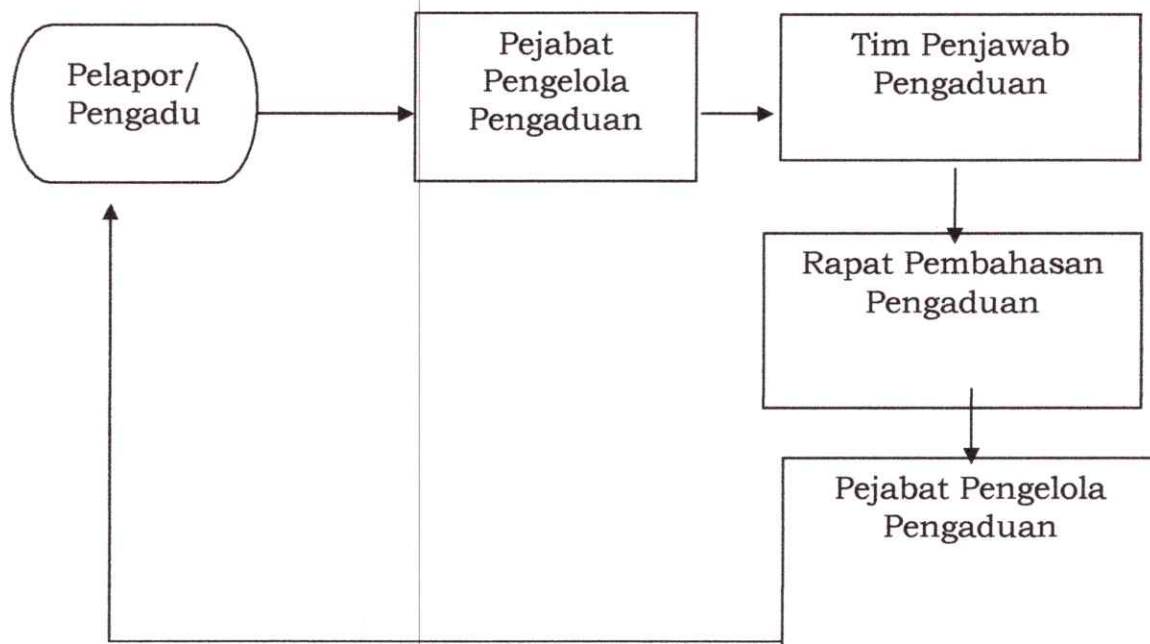 Pelapor/
Pengadu
Pejabat
Pengelola
Pengaduan
Tim Penjawab
Pengaduan
Rapat Pembahasan
Pengaduan
Pejabat Pengelola
Pengaduan